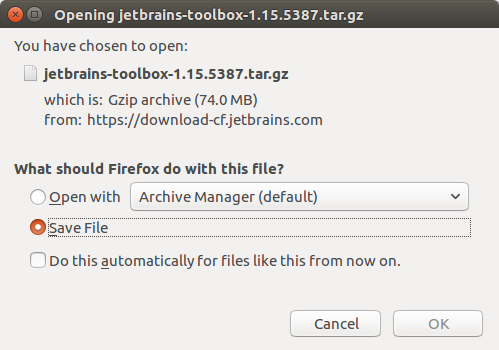 Opening jetbrains-toolbox-1.15.5387.tar.gz
You have chosen to open:
jetbrains-toolbox-1.15.5387.tar.gz
which is: Gzip archive (74.0 MB)
from: https://download-cf.jetbrains.com
What should Firefox do with this file?
Open with Archive Manager (default)
Save File
Do this automatically for files like this from now on.
Cancel OK